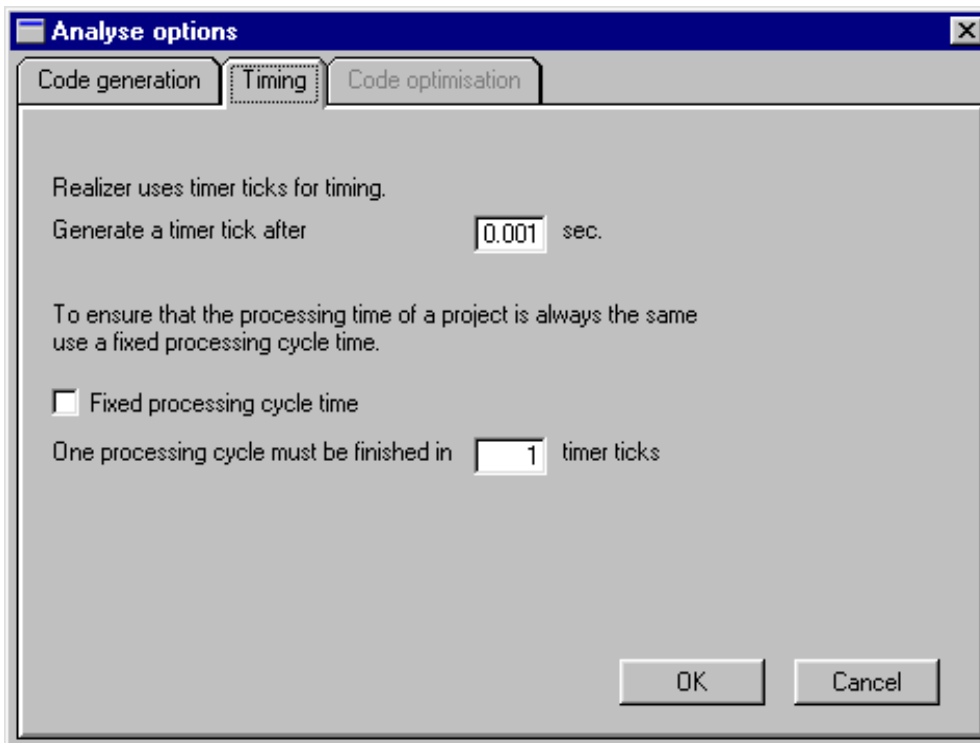 Analyse options
Code generation Timing Code optimisation
Realizer uses timer ticks for timing.
Generate a timer tick after 0.001 sec.
To ensure that the processing time of a project is always the same
use a fixed processing cycle time.
Fixed processing cycle time
One processing cycle must be finished in 1 timer ticks
OK Cancel